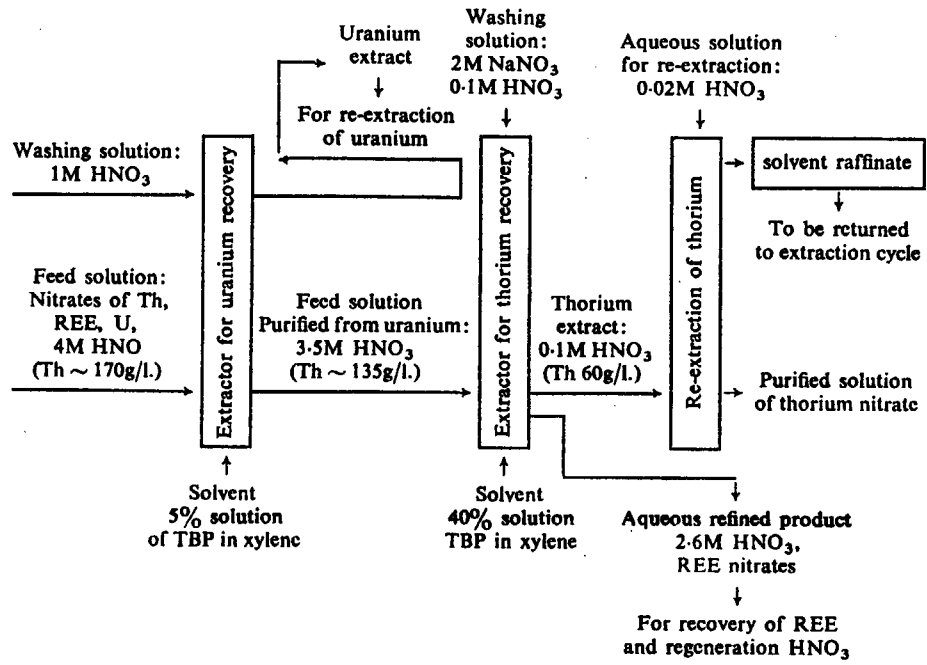 Uranium
extract
For re-extraction
of uranium
Washing
solution:
2M NaNO₃
0·1M HNO₃
Aqueous solution
for re-extraction:
0·02M HNO₃
Washing solution:
1M HNO₃
Feed solution:
Nitrates of Th,
REE, U,
4M HNO
(Th ~ 170g/l.)
Extractor for uranium recovery
Solvent
5% solution
of TBP in xylene
Feed solution
Purified from uranium:
3·5M HNO₃
(Th ~ 135g/l.)
Extractor for thorium recovery
Solvent
40% solution
TBP in xylene
Thorium
extract:
0·1M HNO₃
(Th 60g/l.)
Re-extraction of thorium
solvent raffinate
To be returned
to extraction cycle
Purified solution
of thorium nitrate
Aqueous refined product
2·6M HNO₃,
REE nitrates
For recovery of REE
and regeneration HNO₃